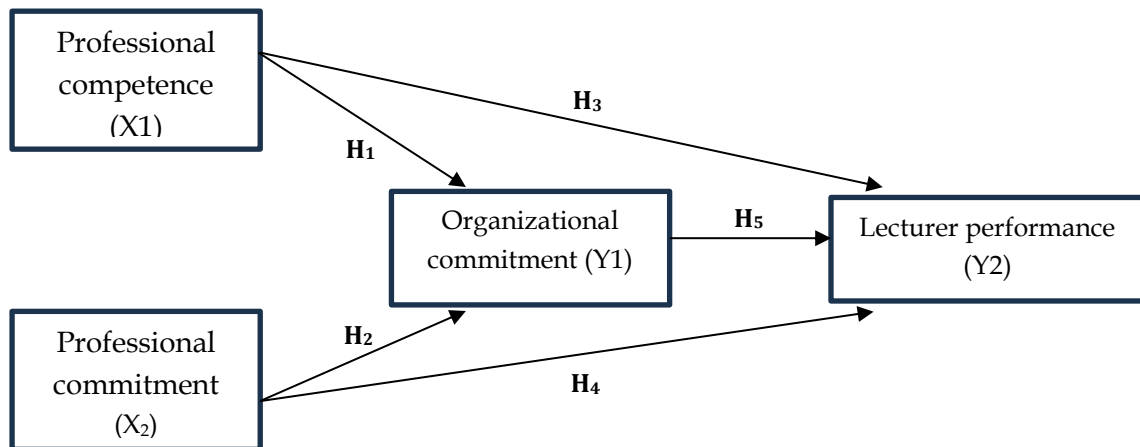 Professional
competence
(X1)
H₃
H₁
Organizational
commitment (Y1)
H₅
Lecturer performance
(Y2)
Professional
commitment
(X₂)
H₂
H₄